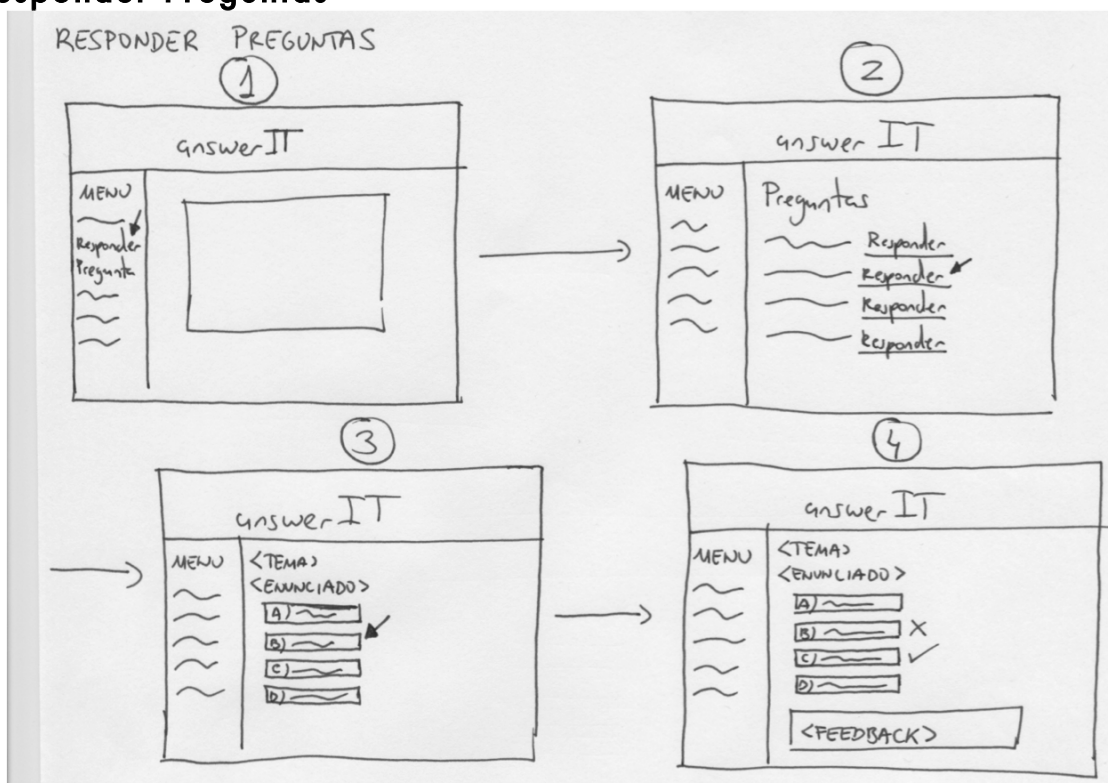 Responder Preguntas
RESPONDER PREGUNTAS
1
answer IT
MENU
Responder
Pregunta
2
answer IT
MENU
Preguntas
Responder
Responder
Responder
Responder
3
answer IT
MENU
<TEMA>
<ENUNCIADO>
A)
B)
C)
D)
4
answer IT
MENU
<TEMA>
<ENUNCIADO>
A)
B) X
C) ✓
D)
<FEEDBACK>